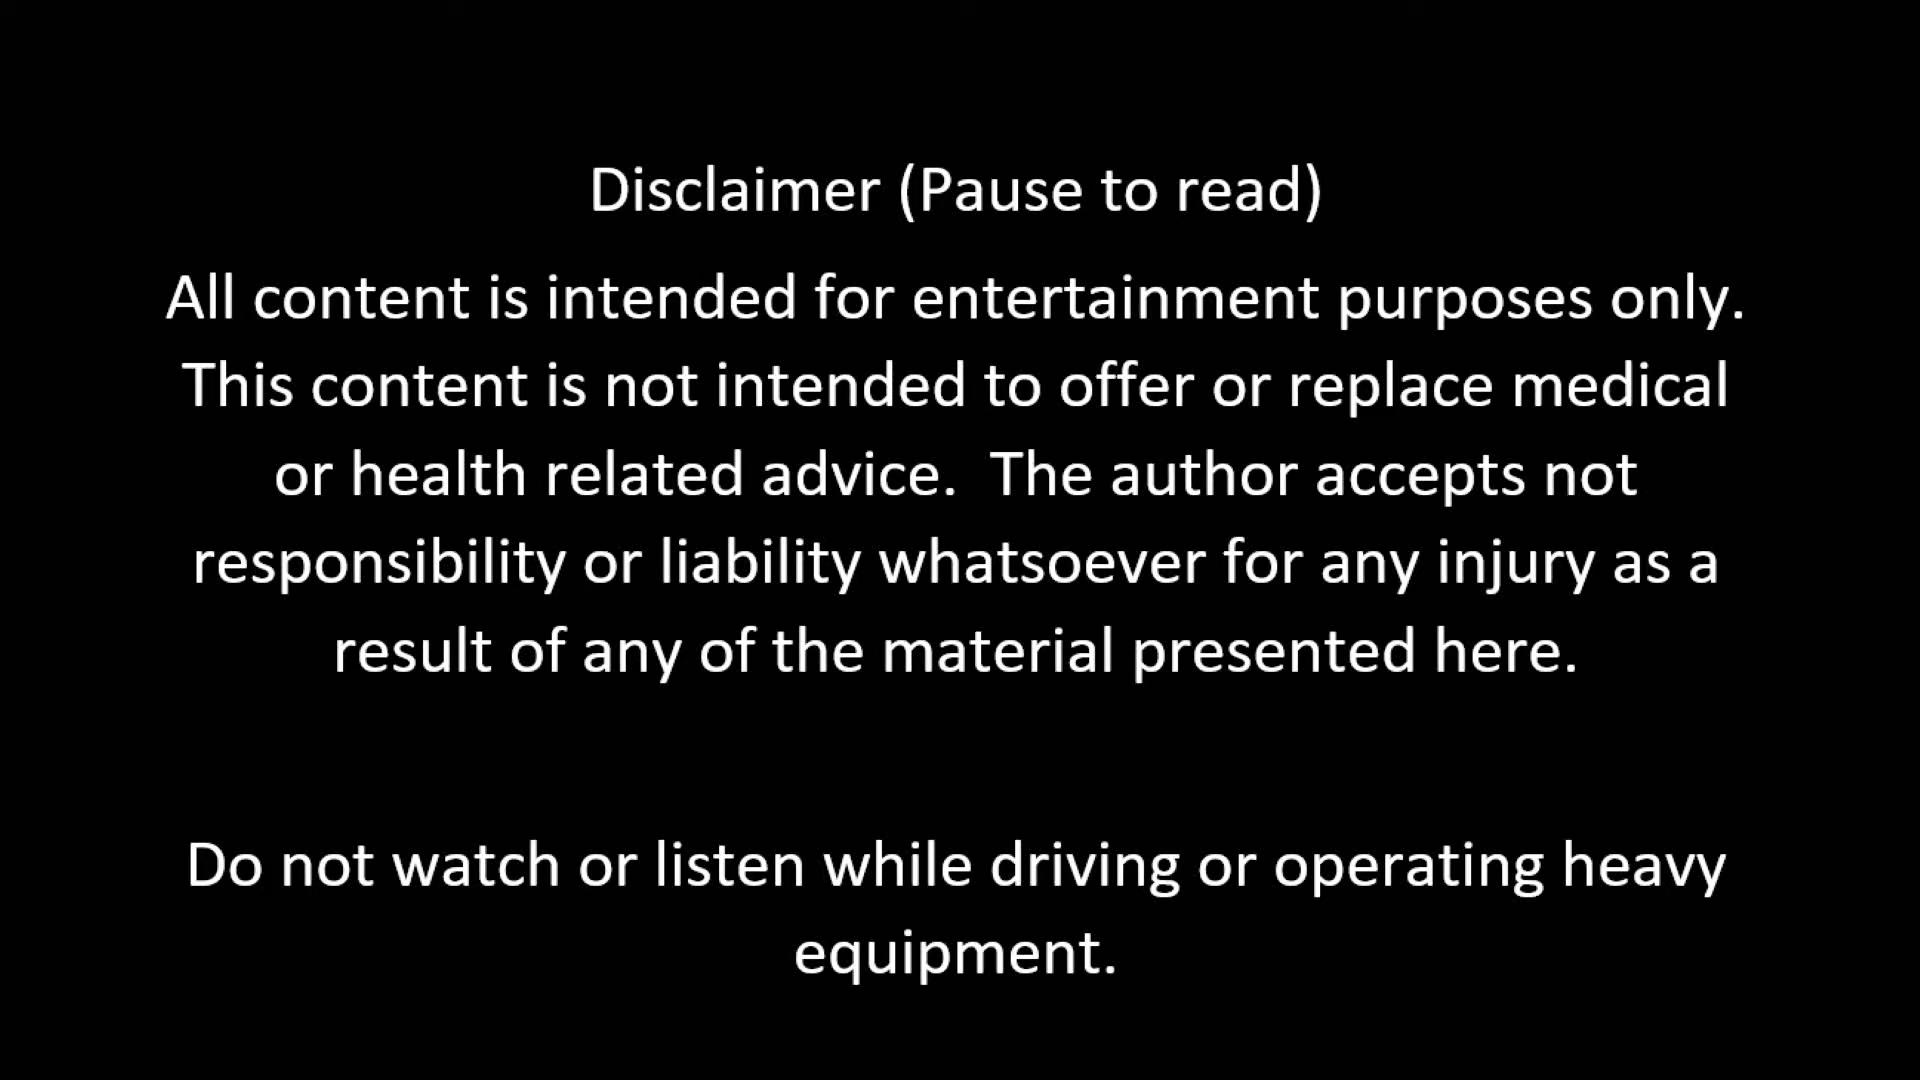 Disclaimer (Pause to read)
All content is intended for entertainment purposes only.
This content is not intended to offer or replace medical
or health related advice.  The author accepts not
responsibility or liability whatsoever for any injury as a
result of any of the material presented here.
Do not watch or listen while driving or operating heavy
equipment.